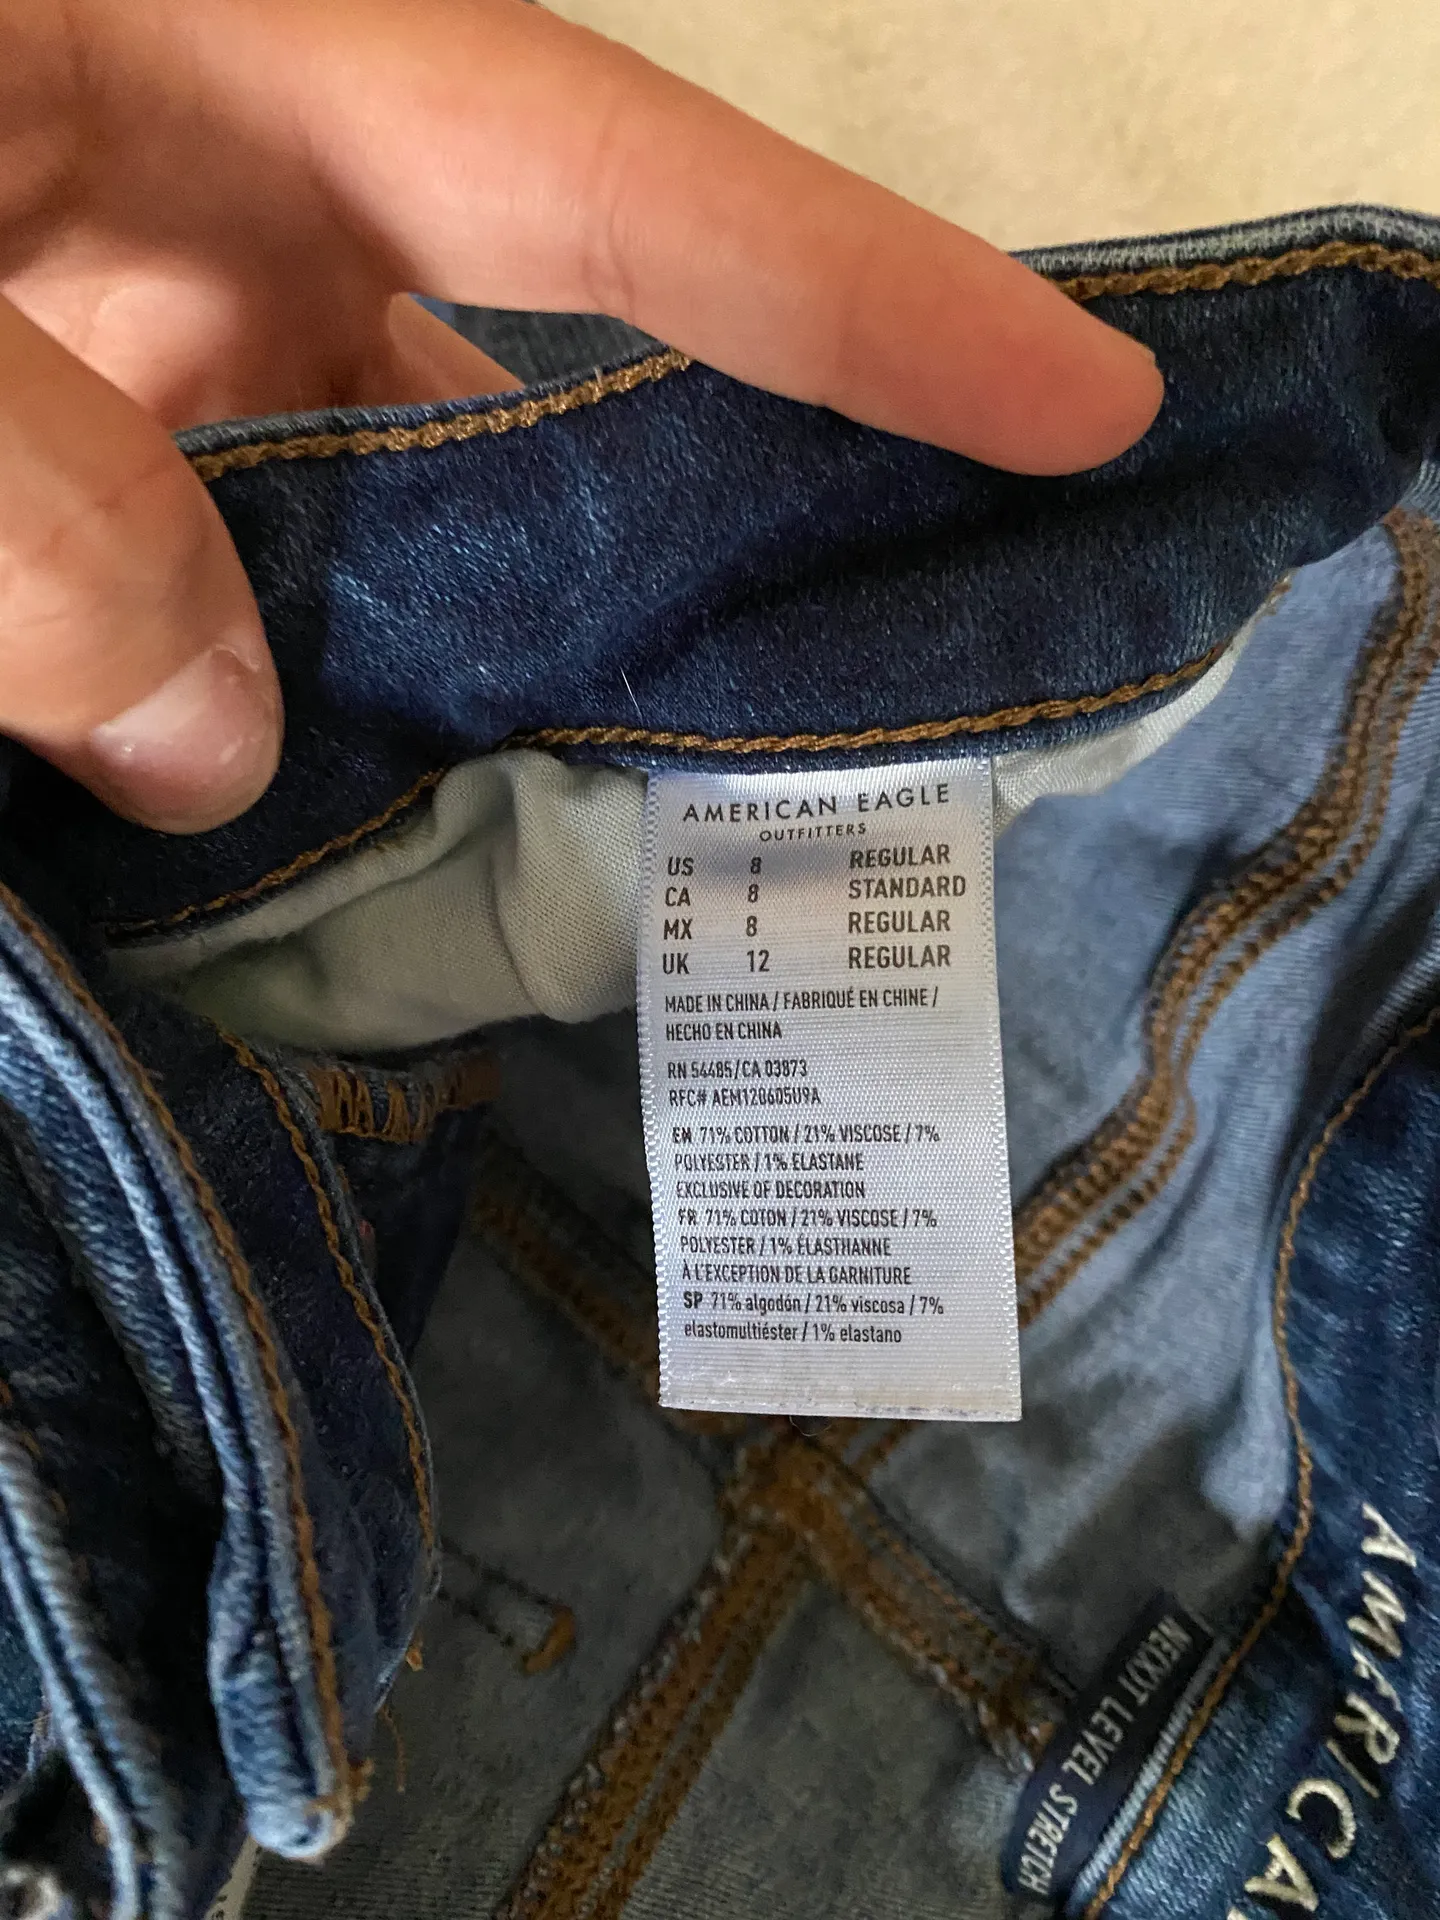 AMERICAN EAGLE
OUTFITTERS
US 8 REGULAR
CA 8 STANDARD
MX 8 REGULAR
UK 12 REGULAR
MADE IN CHINA / FABRIQUÉ EN CHINE /
HECHO EN CHINA
RN 54485/CA 03873
RFC# AEM120605U9A
EN 71% COTTON / 21% VISCOSE / 7%
POLYESTER / 1% ELASTANE
EXCLUSIVE OF DECORATION
FR 71% COTON / 21% VISCOSE / 7%
POLYESTER / 1% ÉLASTHANNE
À L'EXCEPTION DE LA GARNITURE
SP 71% algodón / 21% viscosa / 7%
elastomultiéster / 1% elastano
NE(X)T LEVEL STRETCH